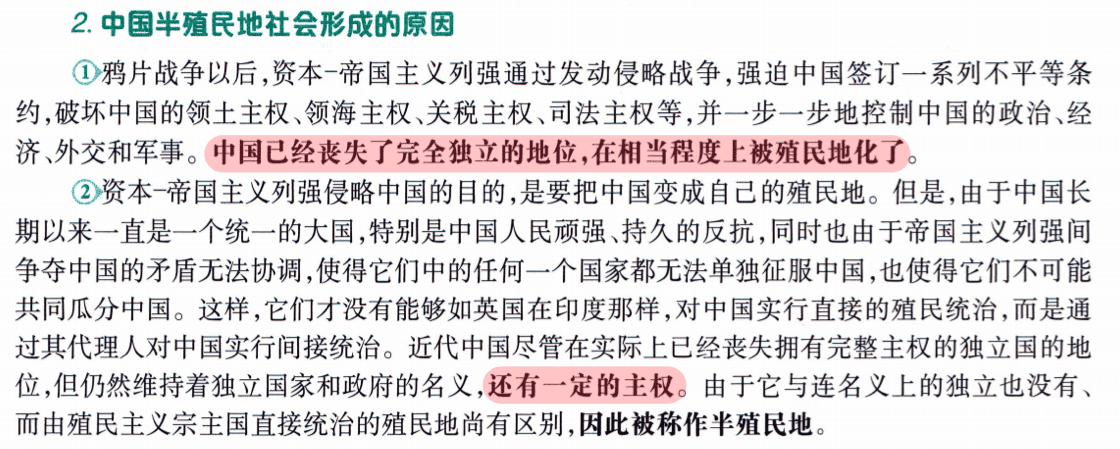 2. 中国半殖民地社会形成的原因
①鸦片战争以后,资本-帝国主义列强通过发动侵略战争,强迫中国签订一系列不平等条
约,破坏中国的领土主权、领海主权、关税主权、司法主权等,并一步一步地控制中国的政治、经
济、外交和军事。中国已经丧失了完全独立的地位,在相当程度上被殖民地化了。
②资本-帝国主义列强侵略中国的目的,是要把中国变成自己的殖民地。但是,由于中国长
期以来一直是一个统一的大国,特别是中国人民顽强、持久的反抗,同时也由于帝国主义列强间
争夺中国的矛盾无法协调,使得它们中的任何一个国家都无法单独征服中国,也使得它们不可能
共同瓜分中国。这样,它们才没有能够如英国在印度那样,对中国实行直接的殖民统治,而是通
过其代理人对中国实行间接统治。近代中国尽管在实际上已经丧失拥有完整主权的独立国的地
位,但仍然维持着独立国家和政府的名义,还有一定的主权。由于它与连名义上的独立也没有、
而由殖民主义宗主国直接统治的殖民地尚有区别,因此被称作半殖民地。